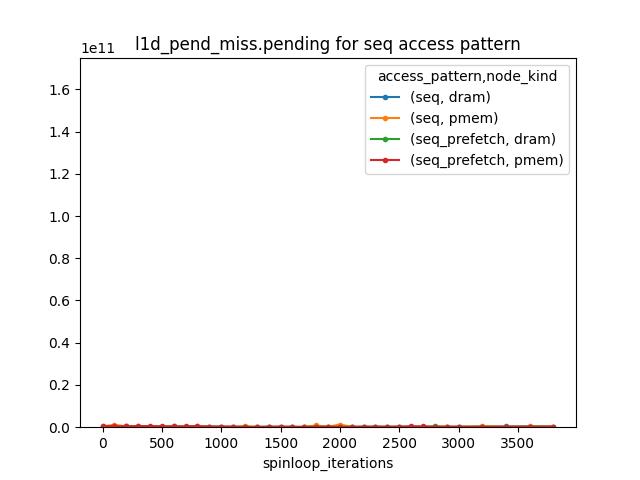 l1d_pend_miss.pending for seq access pattern
1e11
access_pattern,node_kind
(seq, dram)
(seq, pmem)
(seq_prefetch, dram)
(seq_prefetch, pmem)
1.6
1.4
1.2
1.0
0.8
0.6
0.4
0.2
0.0
0 500 1000 1500 2000 2500 3000 3500
spinloop_iterations